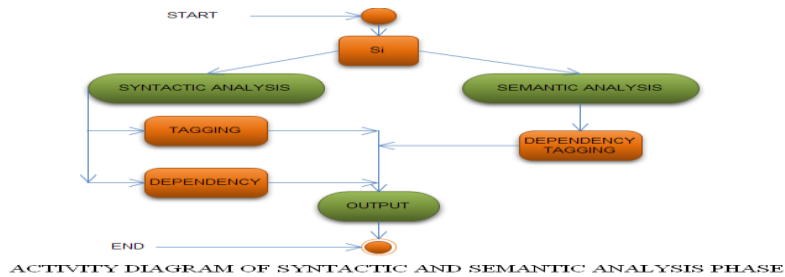 START
Si
SYNTACTIC ANALYSIS
SEMANTIC ANALYSIS
TAGGING
DEPENDENCY
TAGGING
DEPENDENCY
OUTPUT
END
ACTIVITY DIAGRAM OF SYNTACTIC AND SEMANTIC ANALYSIS PHASE